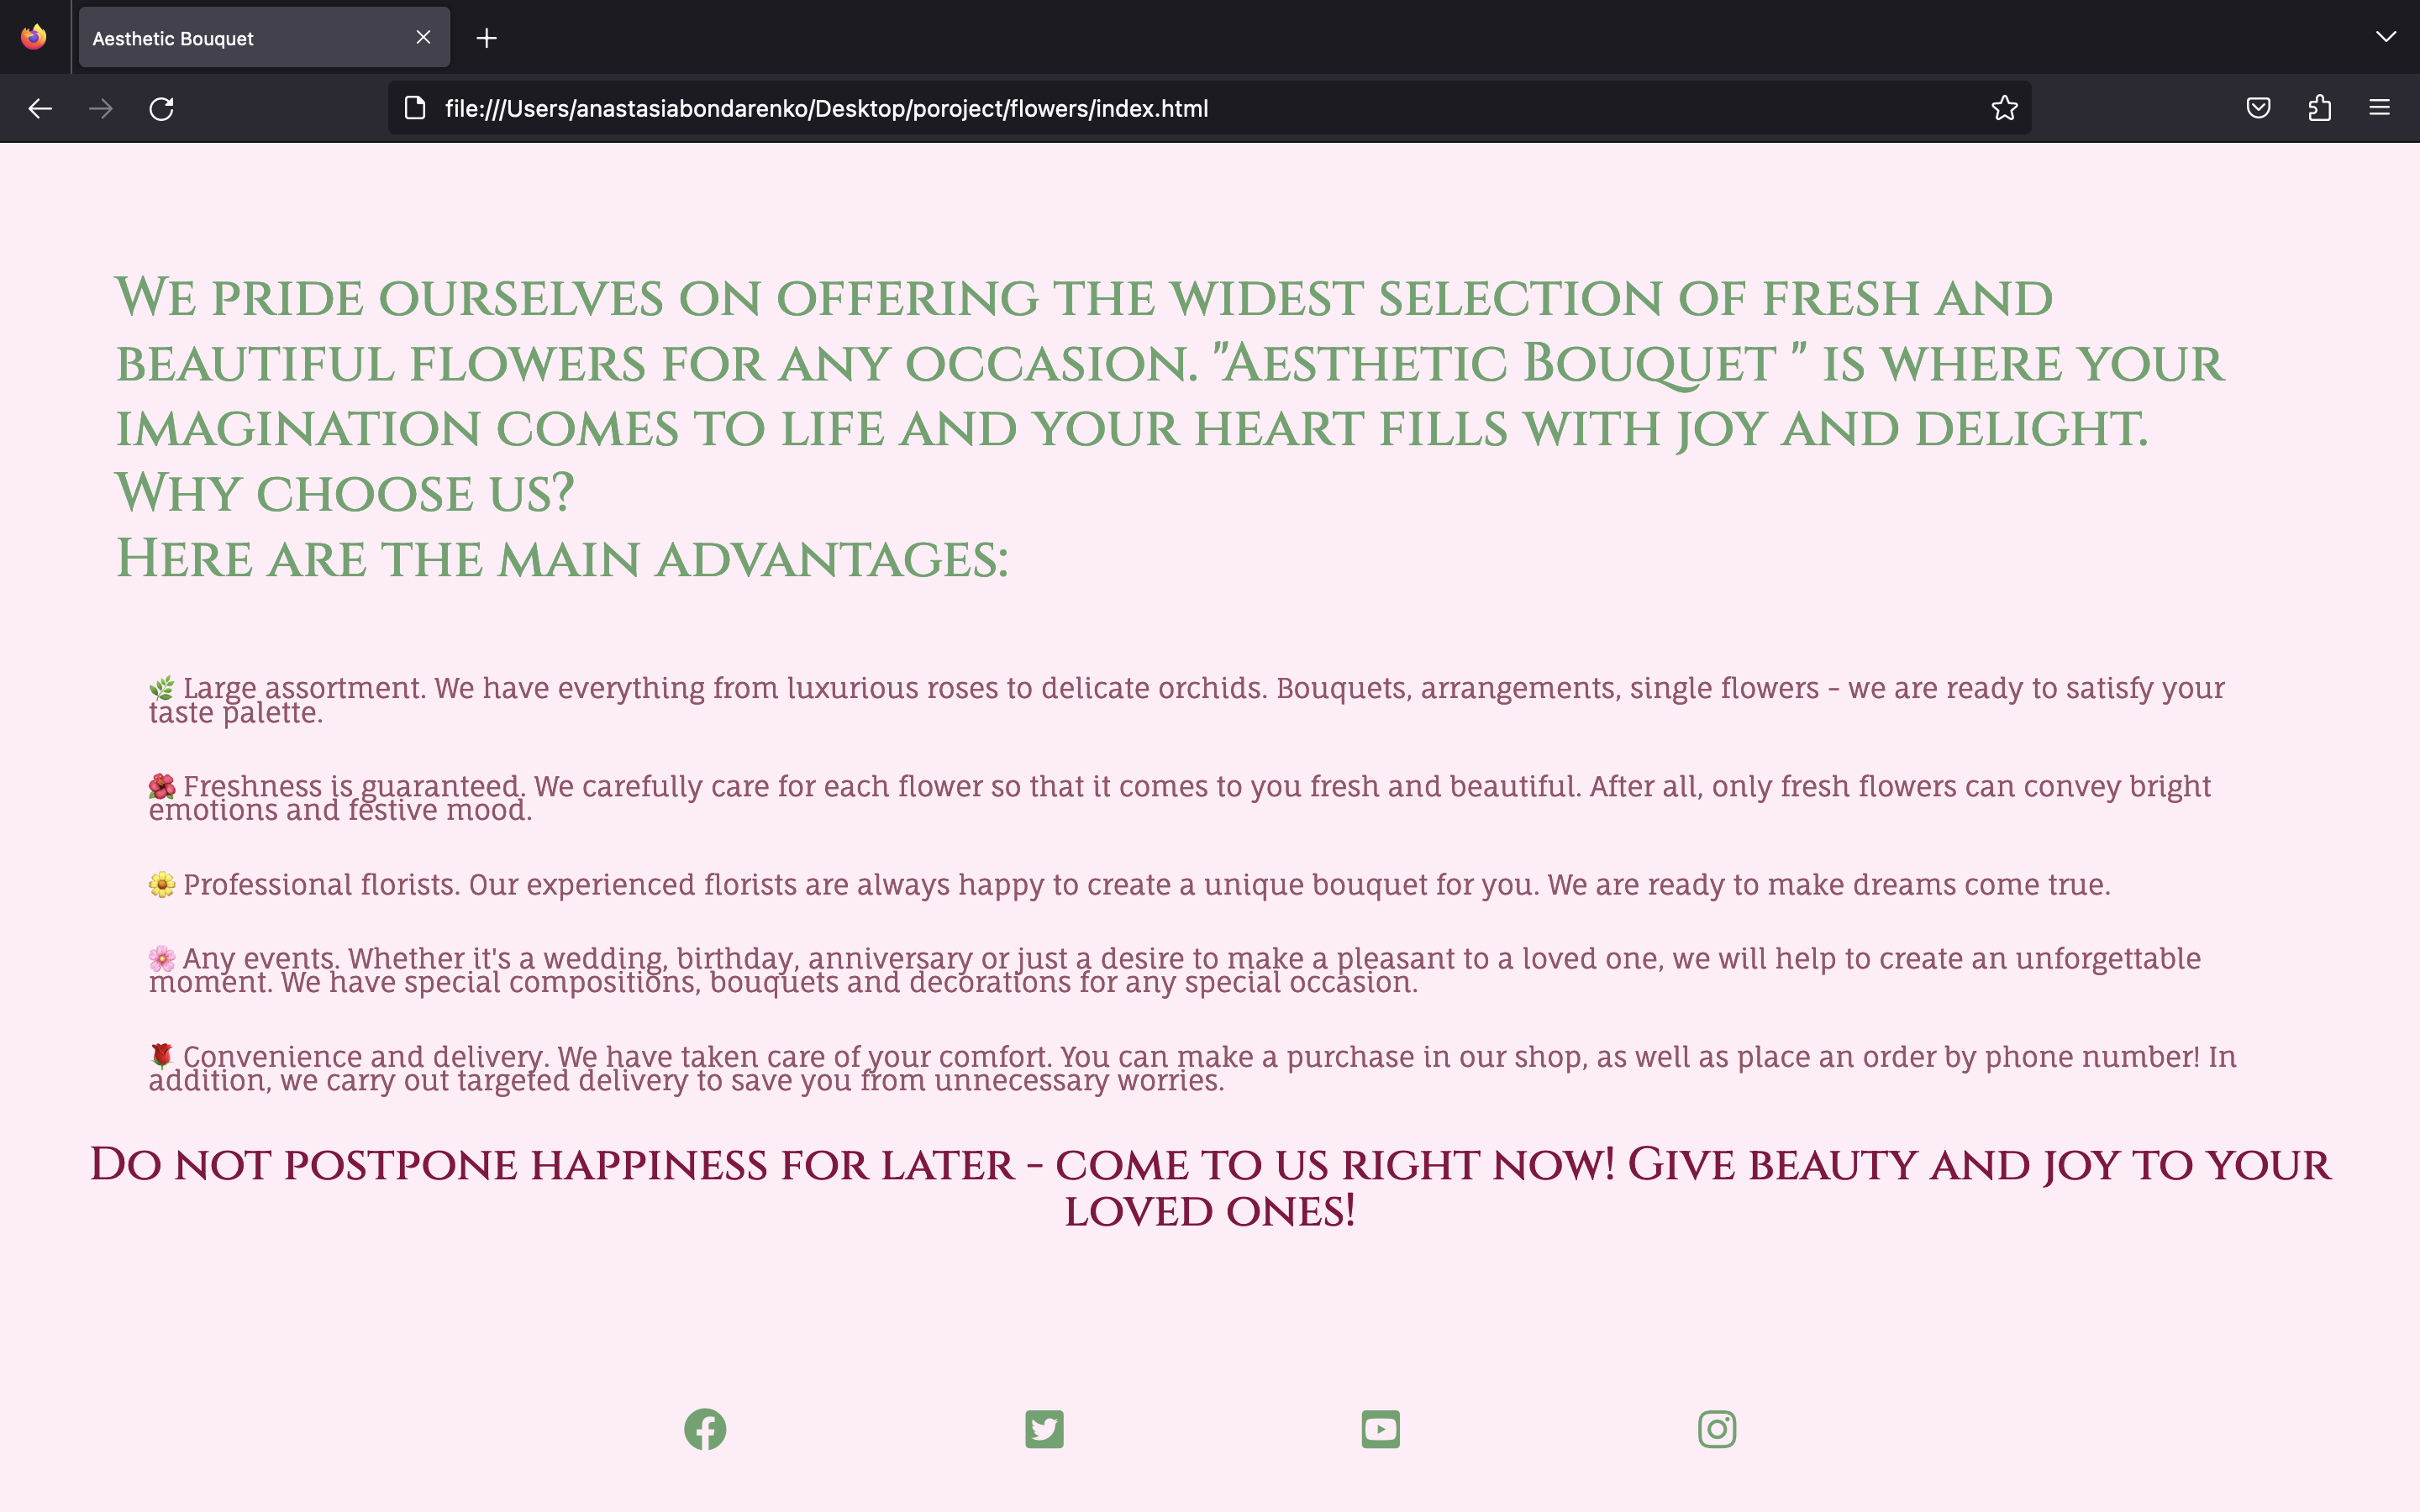 Aesthetic Bouquet
file:///Users/anastasiabondarenko/Desktop/poroject/flowers/index.html
We pride ourselves on offering the widest selection of fresh and
beautiful flowers for any occasion. "Aesthetic Bouquet " is where your
imagination comes to life and your heart fills with joy and delight.
Why choose us?
Here are the main advantages:
🌿 Large assortment. We have everything from luxurious roses to delicate orchids. Bouquets, arrangements, single flowers - we are ready to satisfy your
taste palette.
🌺 Freshness is guaranteed. We carefully care for each flower so that it comes to you fresh and beautiful. After all, only fresh flowers can convey bright
emotions and festive mood.
🌼 Professional florists. Our experienced florists are always happy to create a unique bouquet for you. We are ready to make dreams come true.
🌸 Any events. Whether it's a wedding, birthday, anniversary or just a desire to make a pleasant to a loved one, we will help to create an unforgettable
moment. We have special compositions, bouquets and decorations for any special occasion.
🌹 Convenience and delivery. We have taken care of your comfort. You can make a purchase in our shop, as well as place an order by phone number! In
addition, we carry out targeted delivery to save you from unnecessary worries.
Do not postpone happiness for later - come to us right now! Give beauty and joy to your
loved ones!